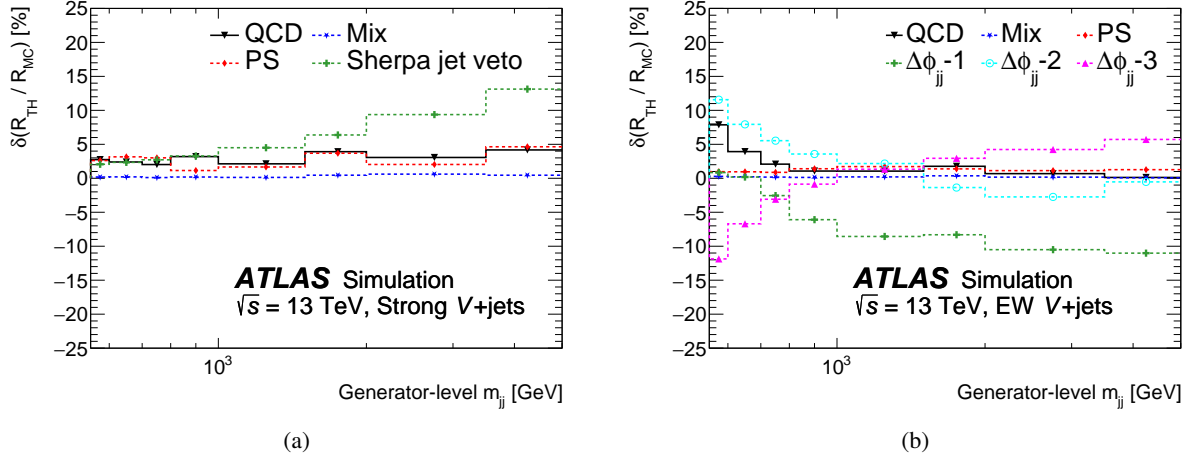 δ(R_TH / R_MC) [%]
25
20
15
10
5
0
−5
−10
−15
−20
−25
QCD Mix
PS Sherpa jet veto
ATLAS Simulation
√s = 13 TeV, Strong V+jets
10³
Generator-level m_jj [GeV]
(a)
δ(R_TH / R_MC) [%]
25
20
15
10
5
0
−5
−10
−15
−20
−25
QCD Mix PS
Δϕ_jj-1 Δϕ_jj-2 Δϕ_jj-3
ATLAS Simulation
√s = 13 TeV, EW V+jets
10³
Generator-level m_jj [GeV]
(b)